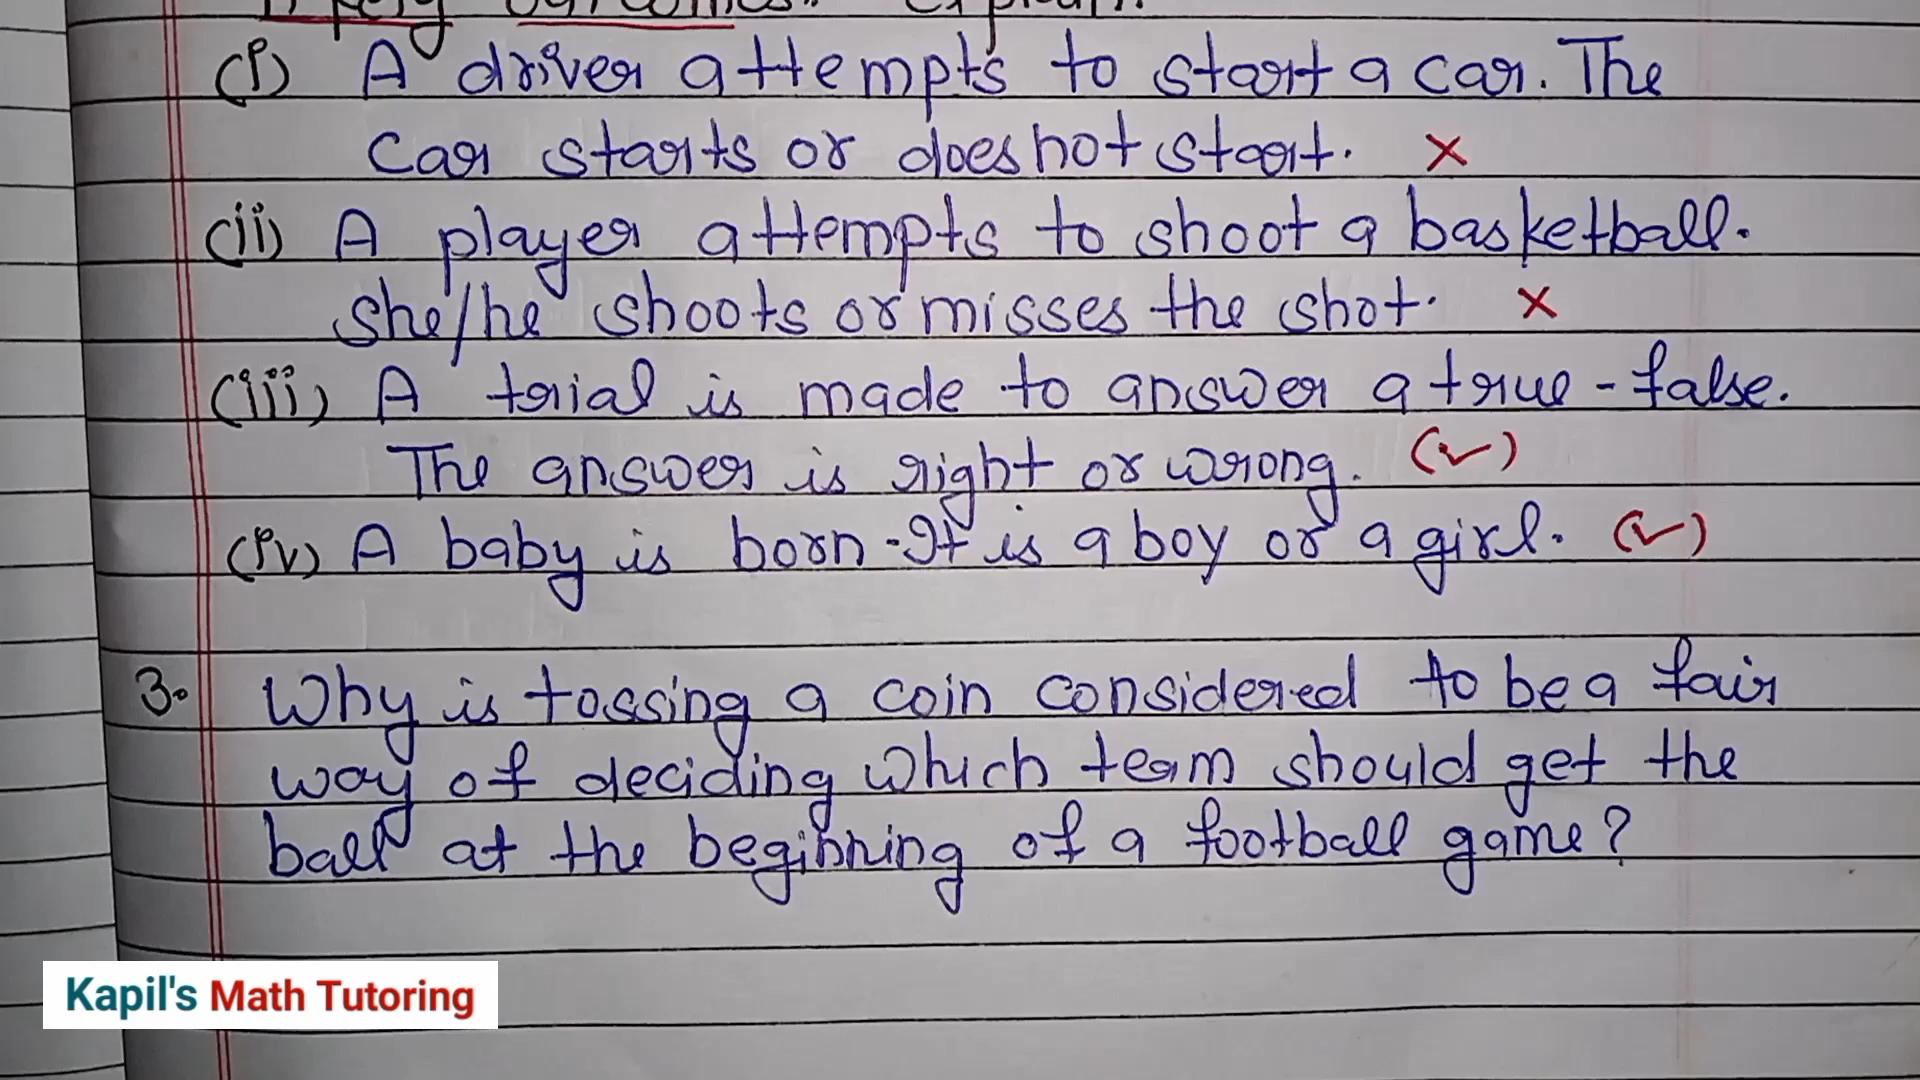 likely outcomes? Explain.
(i) A driver attempts to start a car. The
car starts or does not start. ×
(ii) A player attempts to shoot a basketball.
she/he shoots or misses the shot. ×
(iii) A trial is made to answer a true-false.
The answer is right or wrong. (✓)
(iv) A baby is born. It is a boy or a girl. (✓)
3. Why is tossing a coin considered to be a fair
way of deciding which team should get the
ball at the beginning of a football game?
Kapil's Math Tutoring